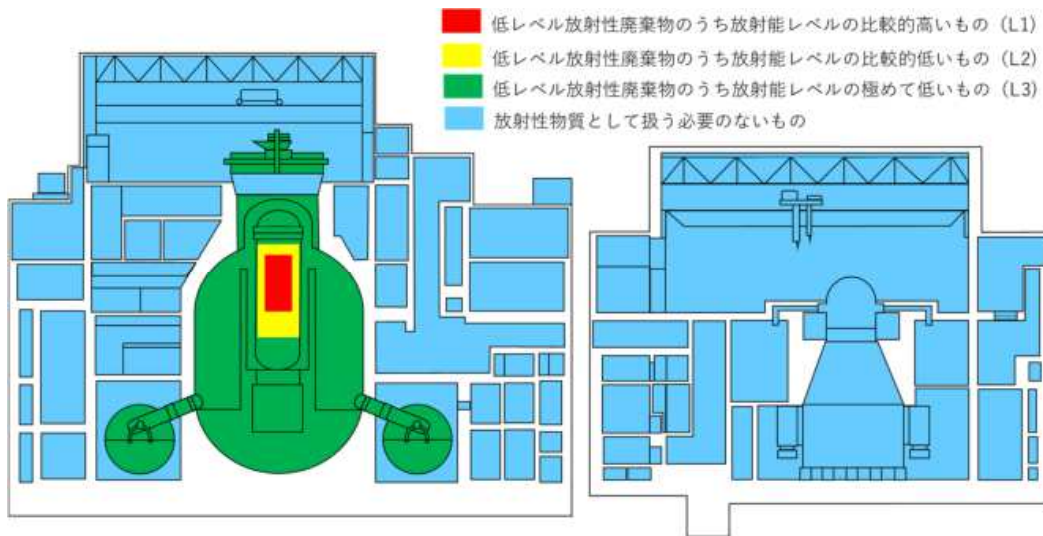 低レベル放射性廃棄物のうち放射能レベルの比較的高いもの（L1）
低レベル放射性廃棄物のうち放射能レベルの比較的低いもの（L2）
低レベル放射性廃棄物のうち放射能レベルの極めて低いもの（L3）
放射性物質として扱う必要のないもの